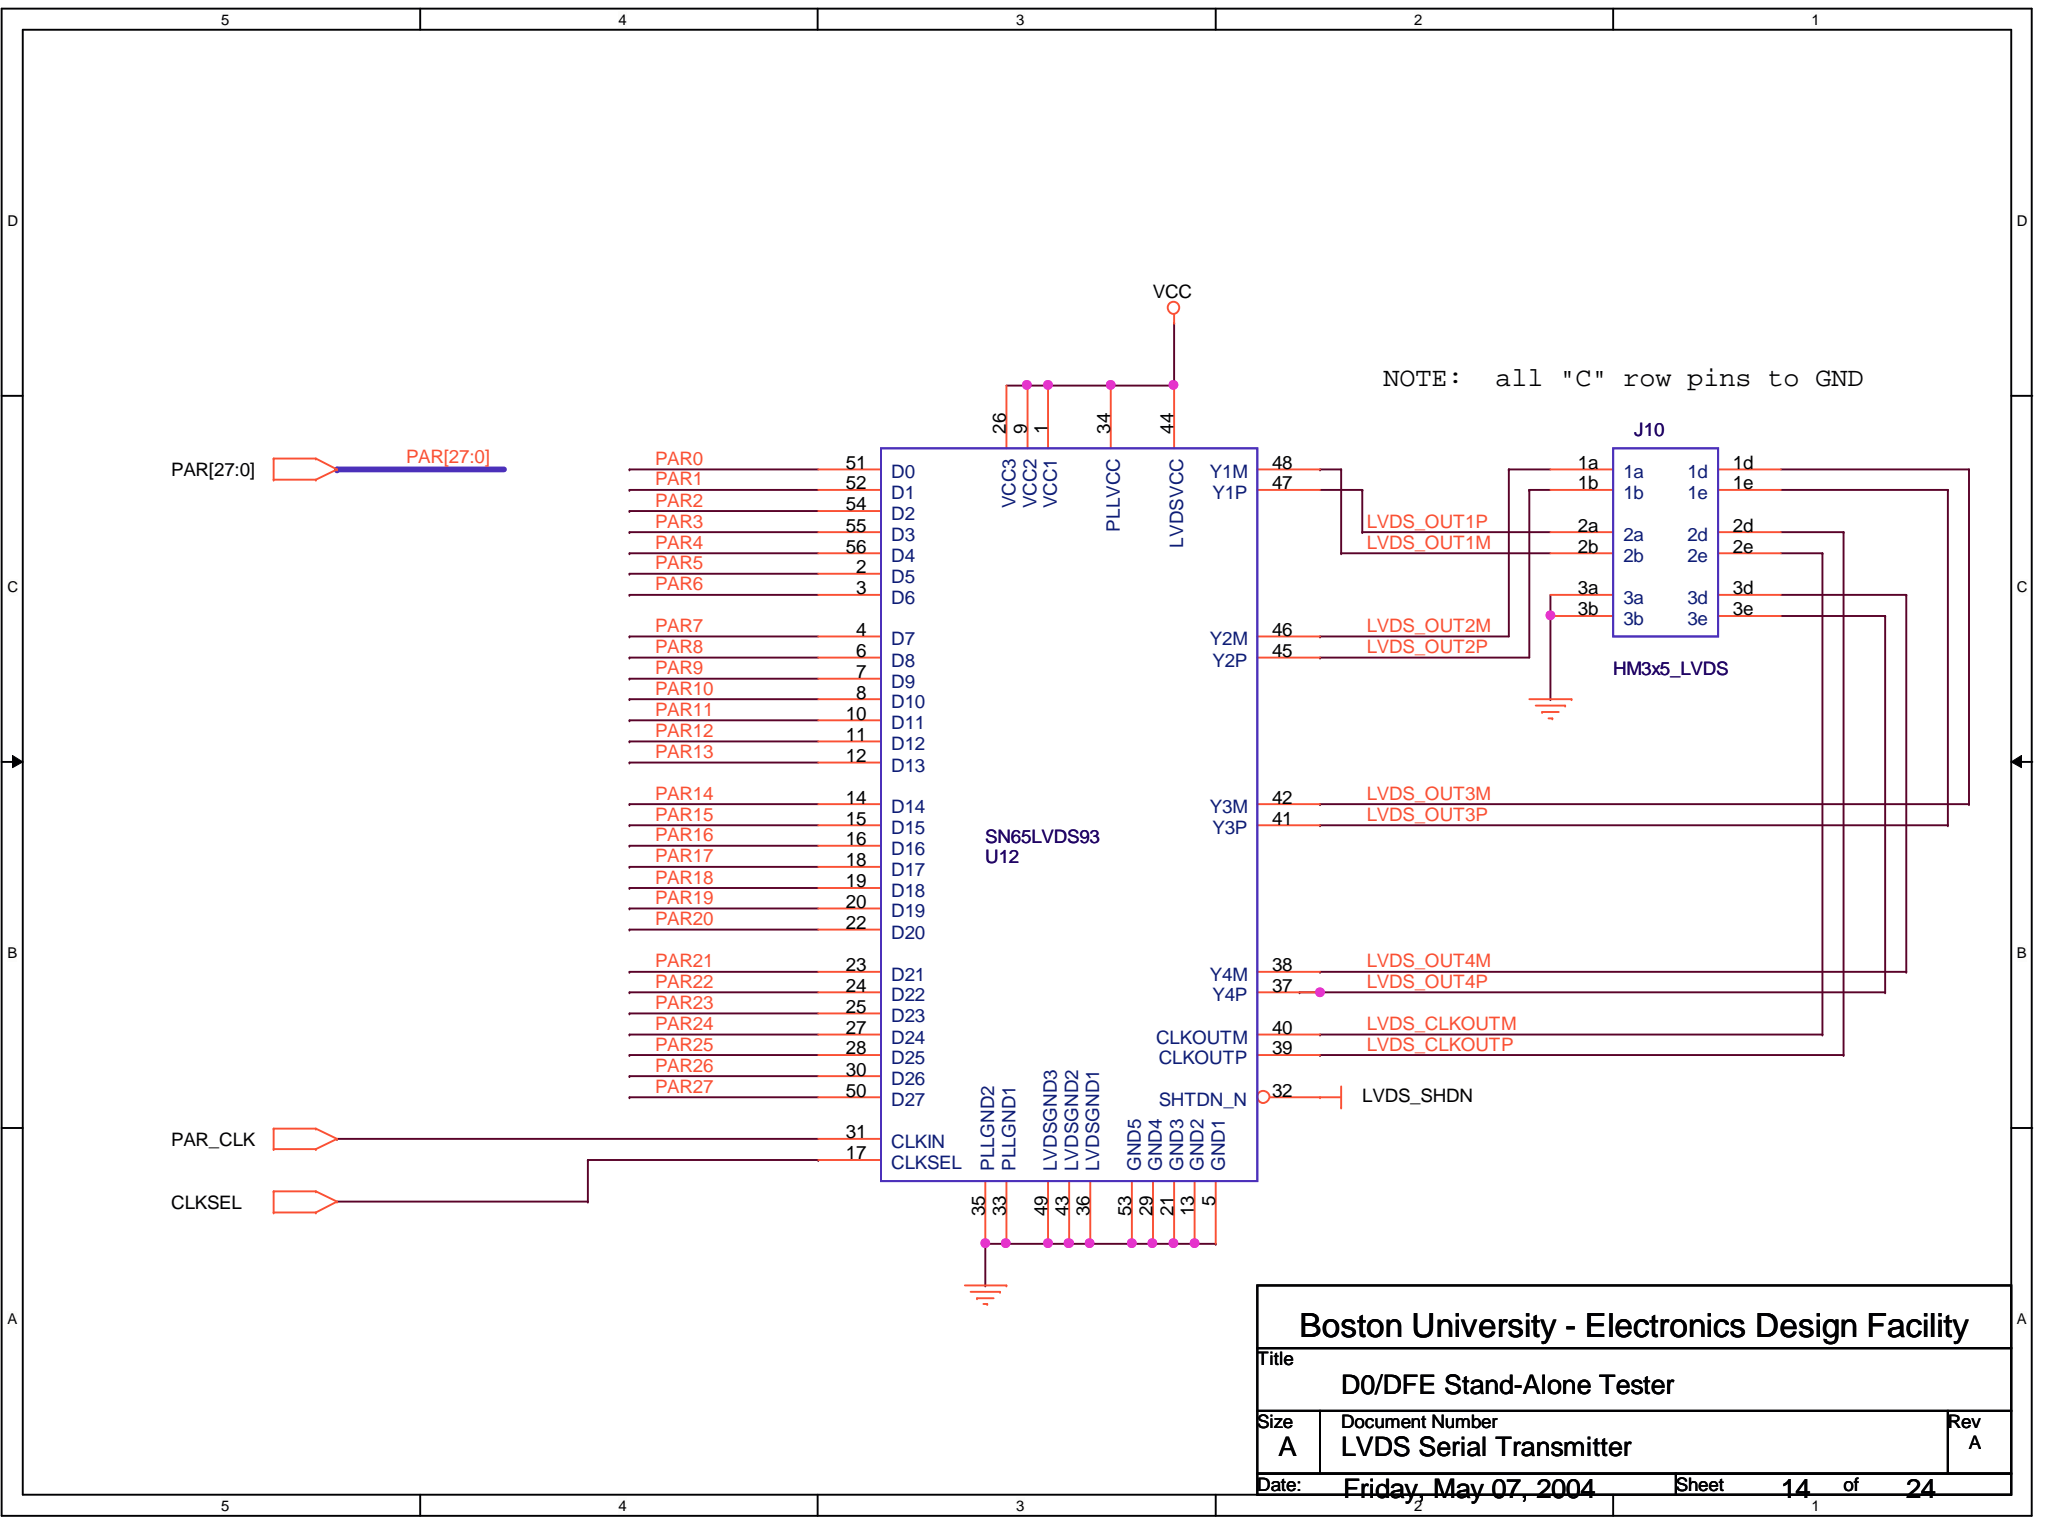 5 4 3 2 1
D D
VCC
NOTE: all "C" row pins to GND
26 9 1 34 44
J10
C C
PAR[27:0] PAR[27:0]
VCC3 VCC2 VCC1 PLLVCC LVDSVCC
PAR0 51 D0
PAR1 52 D1
PAR2 54 D2
PAR3 55 D3
PAR4 56 D4
PAR5 2 D5
PAR6 3 D6
PAR7 4 D7
PAR8 6 D8
PAR9 7 D9
PAR10 8 D10
PAR11 10 D11
PAR12 11 D12
PAR13 12 D13
PAR14 14 D14
PAR15 15 D15
PAR16 16 D16
PAR17 18 D17
PAR18 19 D18
PAR19 20 D19
PAR20 22 D20
PAR21 23 D21
PAR22 24 D22
PAR23 25 D23
PAR24 27 D24
PAR25 28 D25
PAR26 30 D26
PAR27 50 D27
PAR_CLK 31 CLKIN
17 CLKSEL
CLKSEL
SN65LVDS93
U12
Y1M 48
Y1P 47
LVDS_OUT1P
LVDS_OUT1M
Y2M 46 LVDS_OUT2M
Y2P 45 LVDS_OUT2P
Y3M 42 LVDS_OUT3M
Y3P 41 LVDS_OUT3P
Y4M 38 LVDS_OUT4M
Y4P 37 LVDS_OUT4P
CLKOUTM 40 LVDS_CLKOUTM
CLKOUTP 39 LVDS_CLKOUTP
SHTDN_N 32 LVDS_SHDN
1a 1a 1d 1d
1b 1b 1e 1e
2a 2a 2d 2d
2b 2b 2e 2e
3a 3a 3d 3d
3b 3b 3e 3e
HM3x5_LVDS
B B
PLLGND2 PLLGND1 LVDSGND3 LVDSGND2 LVDSGND1 GND5 GND4 GND3 GND2 GND1
35 33 49 43 36 53 29 21 13 5
A A
Boston University - Electronics Design Facility
Title
D0/DFE Stand-Alone Tester
Size Document Number Rev
A LVDS Serial Transmitter A
Date: Friday, May 07, 2004 Sheet 14 of 24
5 4 3 2 1